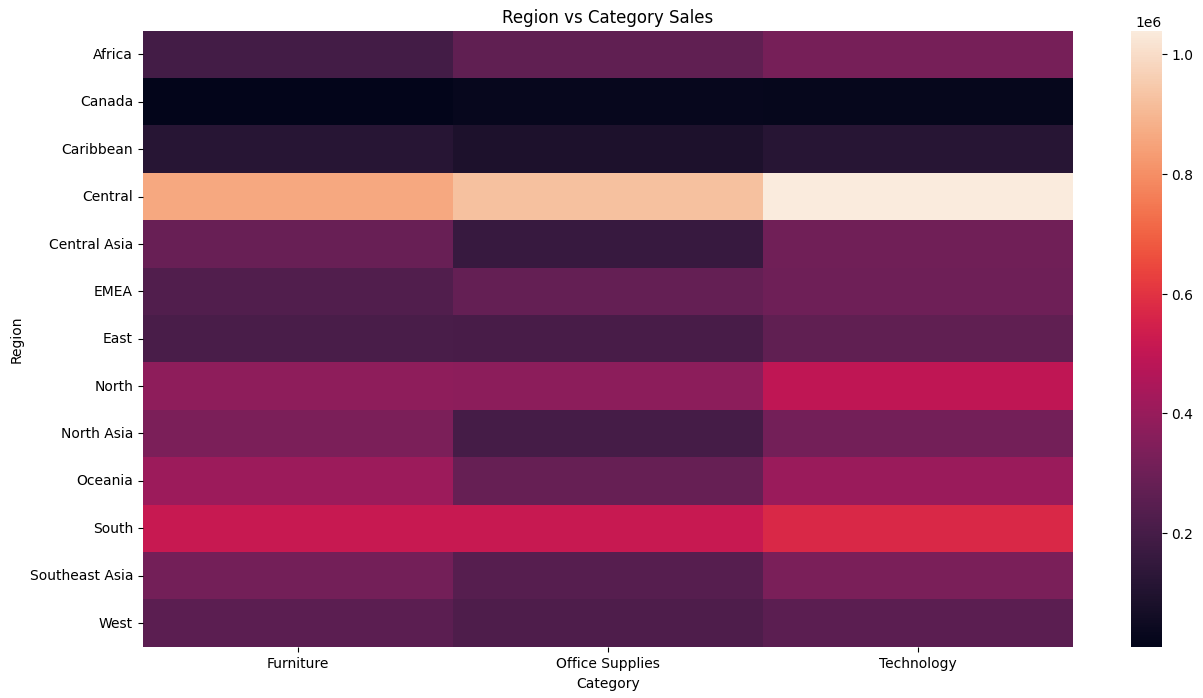 Region vs Category Sales
1e6
Africa
Canada
Caribbean
Central
Central Asia
EMEA
East
North
North Asia
Oceania
South
Southeast Asia
West
Region
Furniture
Office Supplies
Technology
Category
1.0
0.8
0.6
0.4
0.2